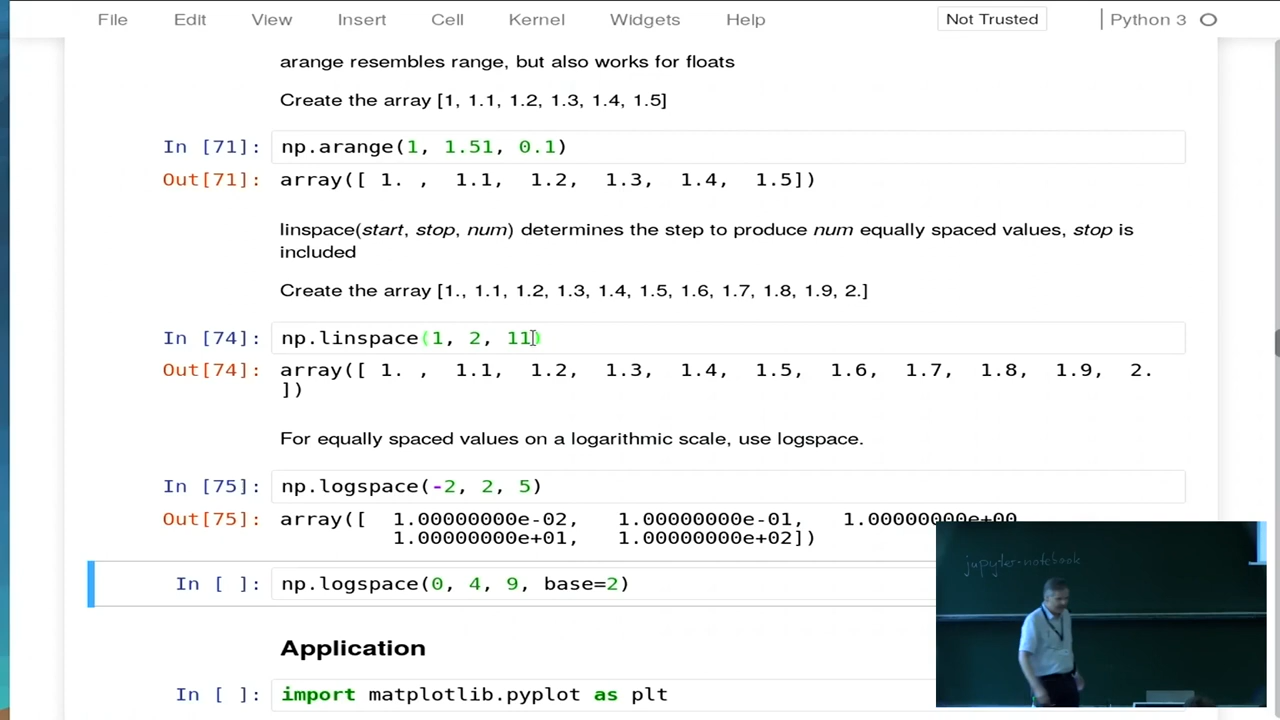 File Edit View Insert Cell Kernel Widgets Help Not Trusted Python 3
arange resembles range, but also works for floats
Create the array [1, 1.1, 1.2, 1.3, 1.4, 1.5]
In [71]: np.arange(1, 1.51, 0.1)
Out[71]: array([ 1. , 1.1, 1.2, 1.3, 1.4, 1.5])
linspace(start, stop, num) determines the step to produce num equally spaced values, stop is
included
Create the array [1., 1.1, 1.2, 1.3, 1.4, 1.5, 1.6, 1.7, 1.8, 1.9, 2.]
In [74]: np.linspace(1, 2, 11)
Out[74]: array([ 1. , 1.1, 1.2, 1.3, 1.4, 1.5, 1.6, 1.7, 1.8, 1.9, 2.
])
For equally spaced values on a logarithmic scale, use logspace.
In [75]: np.logspace(-2, 2, 5)
Out[75]: array([ 1.00000000e-02, 1.00000000e-01, 1.00000000e+00
1.00000000e+01, 1.00000000e+02])
jupyter-notebook
In [ ]: np.logspace(0, 4, 9, base=2)
Application
In [ ]: import matplotlib.pyplot as plt